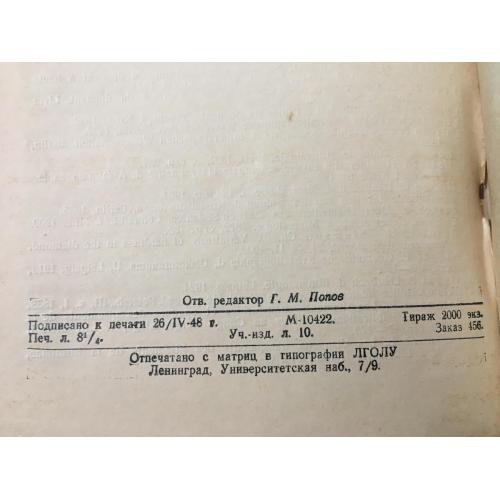 Отв. редактор Г. М. Попов
Подписано к печати 26/IV-48 г. М-10422. Тираж 2000 экз.
Печ. л. 8¹/₄. Уч.-изд. л. 10. Заказ 456.
Отпечатано с матриц в типографии ЛГОЛУ
Ленинград, Университетская наб., 7/9.